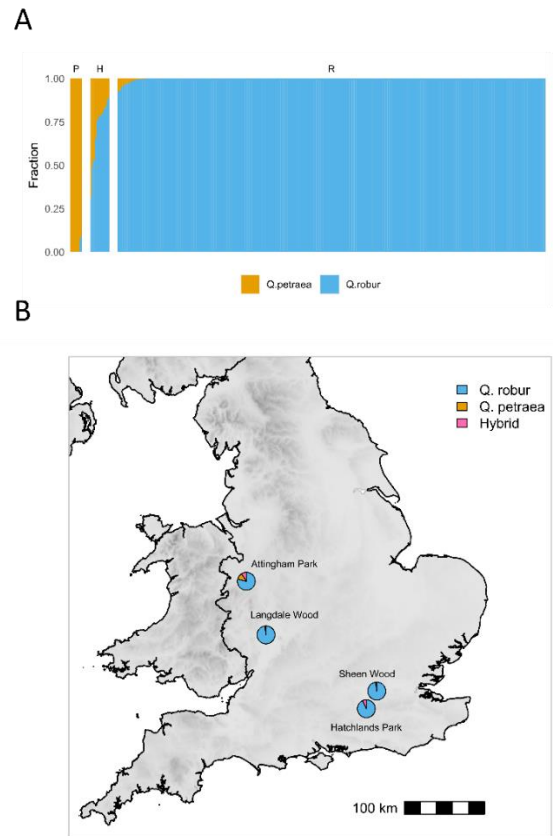 A
P H R
1.00
0.75
0.50
0.25
0.00
Fraction
Q.petraea Q.robur
B
Q. robur
Q. petraea
Hybrid
Attingham Park
Langdale Wood
Sheen Wood
Hatchlands Park
100 km